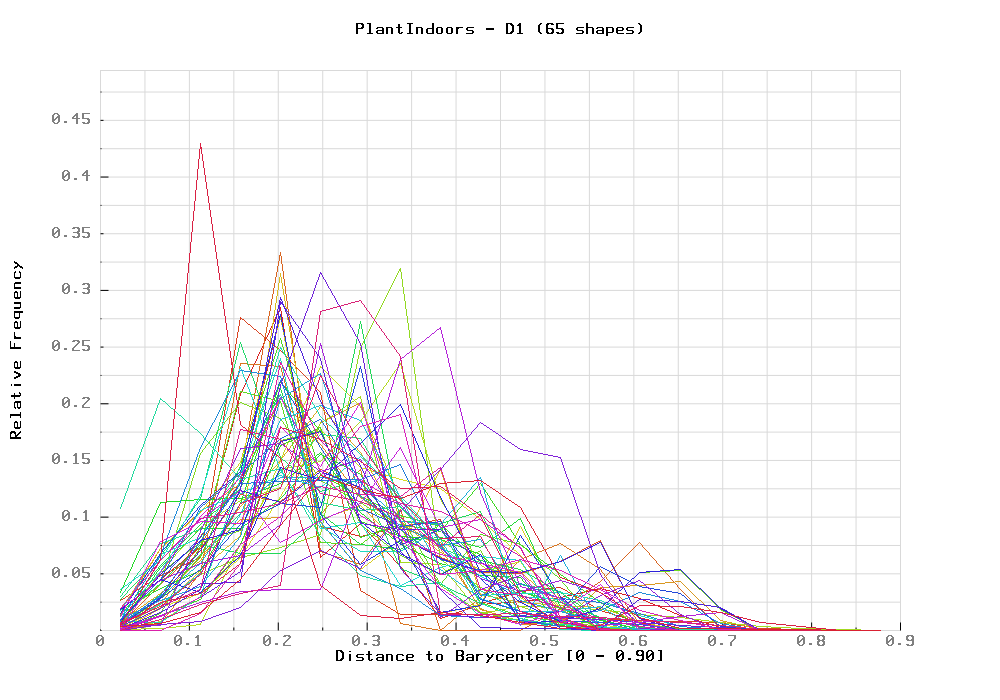 PlantIndoors - D1 (65 shapes)
0.45
0.4
0.35
0.3
0.25
0.2
0.15
0.1
0.05
Relative Frequency
0 0.1 0.2 0.3 0.4 0.5 0.6 0.7 0.8 0.9
Distance to Barycenter [0 - 0.90]